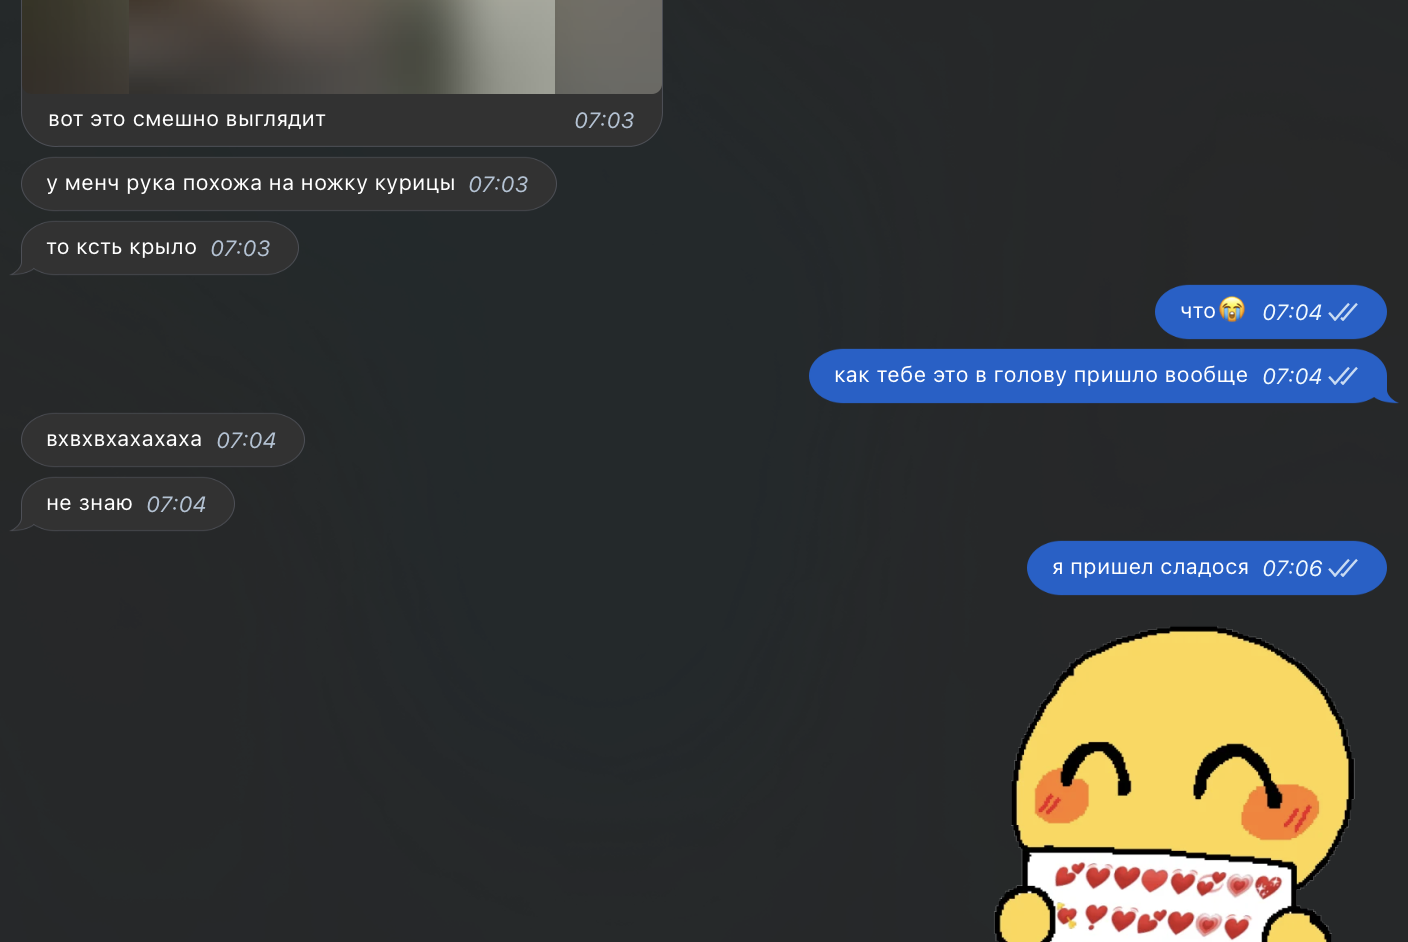 вот это смешно выглядит 07:03
у менч рука похожа на ножку курицы 07:03
то ксть крыло 07:03
что😭 07:04
как тебе это в голову пришло вообще 07:04
вхвхвхахахаха 07:04
не знаю 07:04
я пришел сладося 07:06